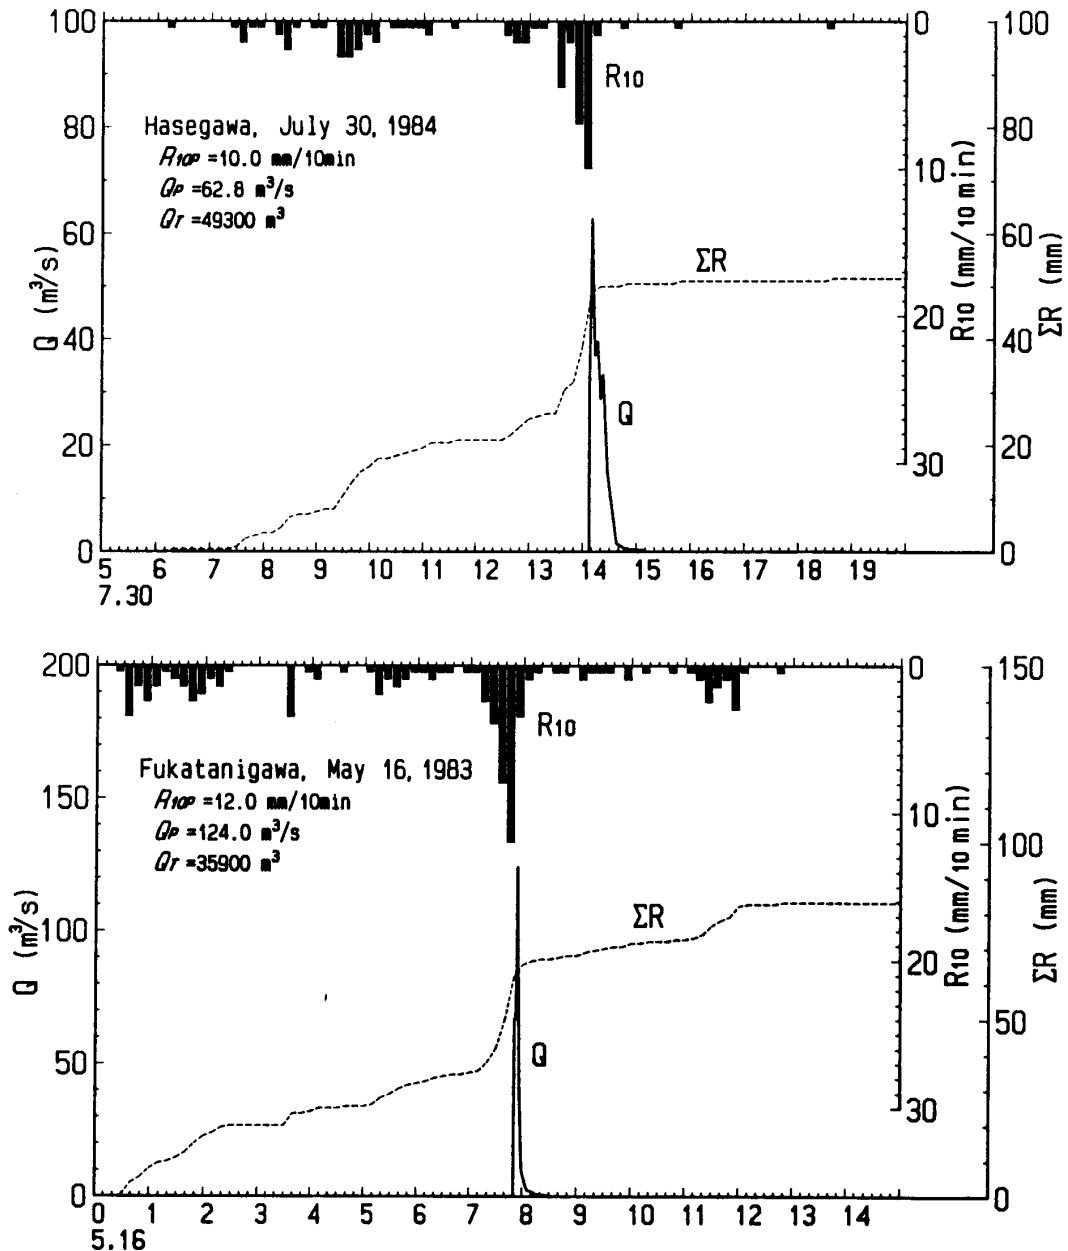 100
80
60
40
20
0
Q (m³/s)
Hasegawa, July 30, 1984
R10P =10.0 mm/10min
QP =62.8 m³/s
QT =49300 m³
R10
ΣR
Q
0
10
20
30
R10 (mm/10 min)
100
80
60
40
20
0
ΣR (mm)
5 6 7 8 9 10 11 12 13 14 15 16 17 18 19
7.30
200
150
100
50
0
Q (m³/s)
Fukatanigawa, May 16, 1983
R10P =12.0 mm/10min
QP =124.0 m³/s
QT =35900 m³
R10
ΣR
Q
0
10
20
30
R10 (mm/10 min)
150
100
50
0
ΣR (mm)
0 1 2 3 4 5 6 7 8 9 10 11 12 13 14
5.16